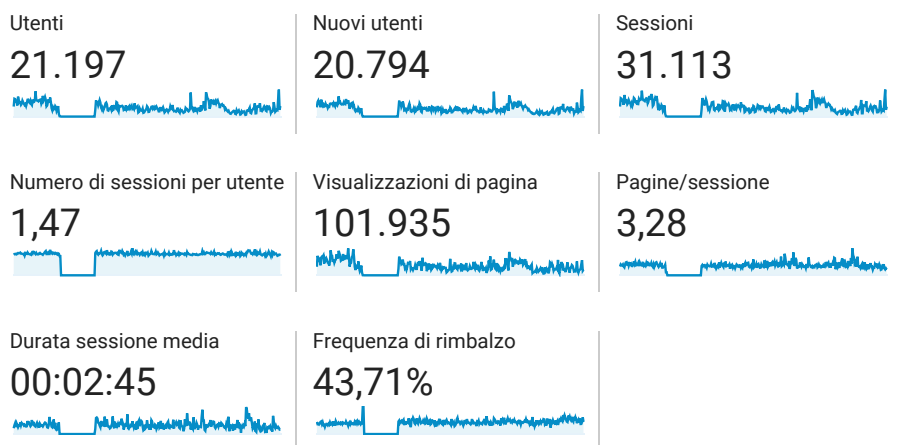 Utenti
21.197
Nuovi utenti
20.794
Sessioni
31.113
Numero di sessioni per utente
1,47
Visualizzazioni di pagina
101.935
Pagine/sessione
3,28
Durata sessione media
00:02:45
Frequenza di rimbalzo
43,71%